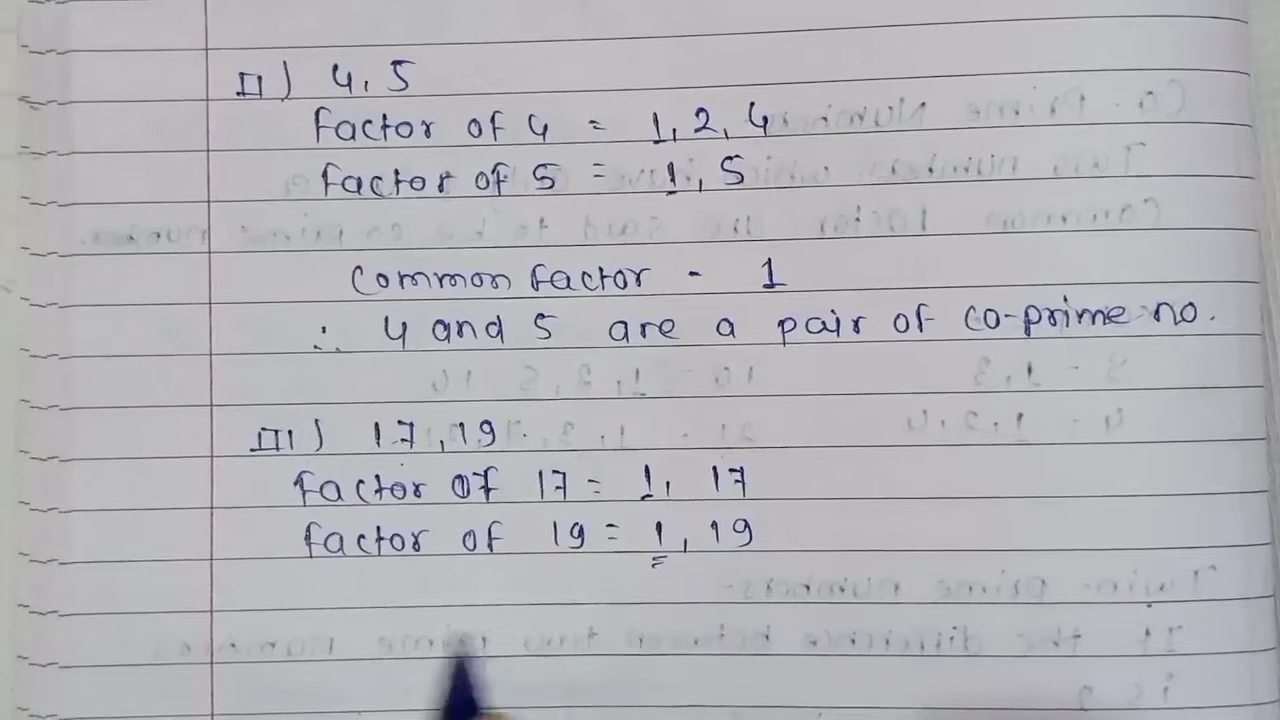 II) 4, 5
factor of 4 = 1, 2, 4
factor of 5 = 1, 5
Common factor - 1
∴ 4 and 5 are a pair of co-prime no.
III) 17, 19.
factor of 17 = 1, 17
factor of 19 = 1, 19